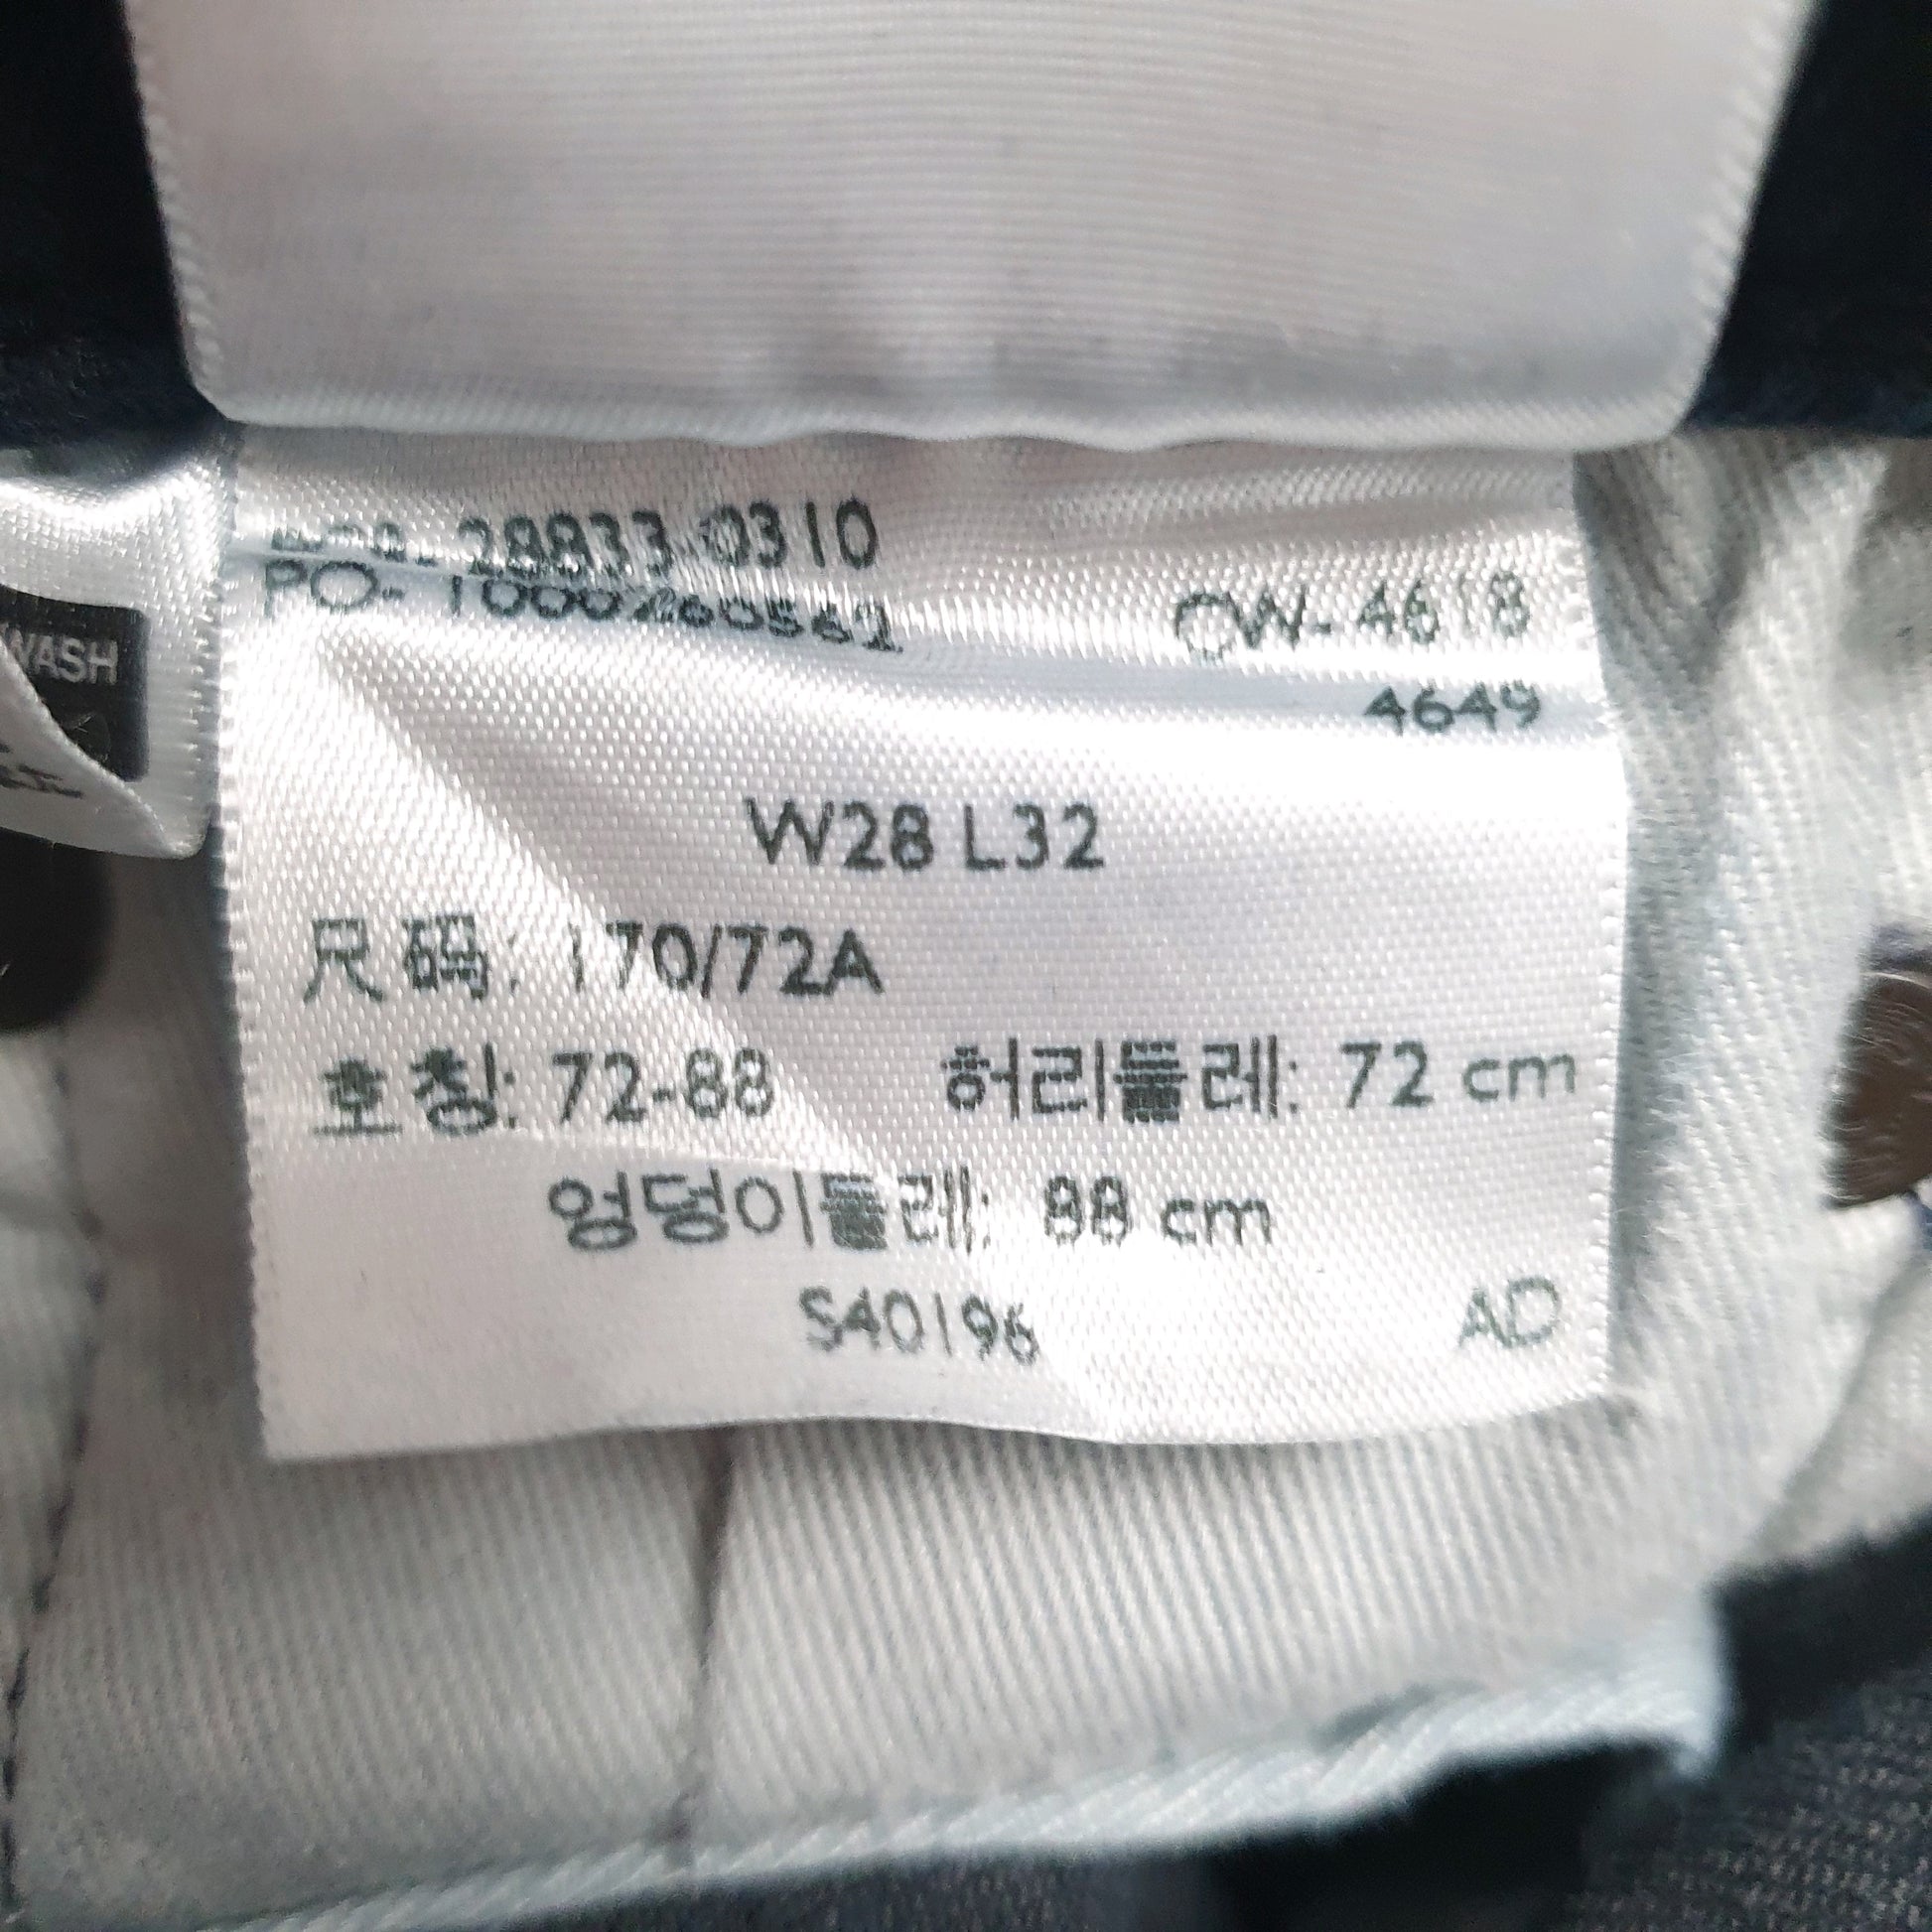 28833-0310
PO- 1000260562
CW- 4618
4649
WASH
W28 L32
尺码: 170/72A
호칭: 72-88 허리둘레: 72 cm
엉덩이둘레: 88 cm
S40196 AD